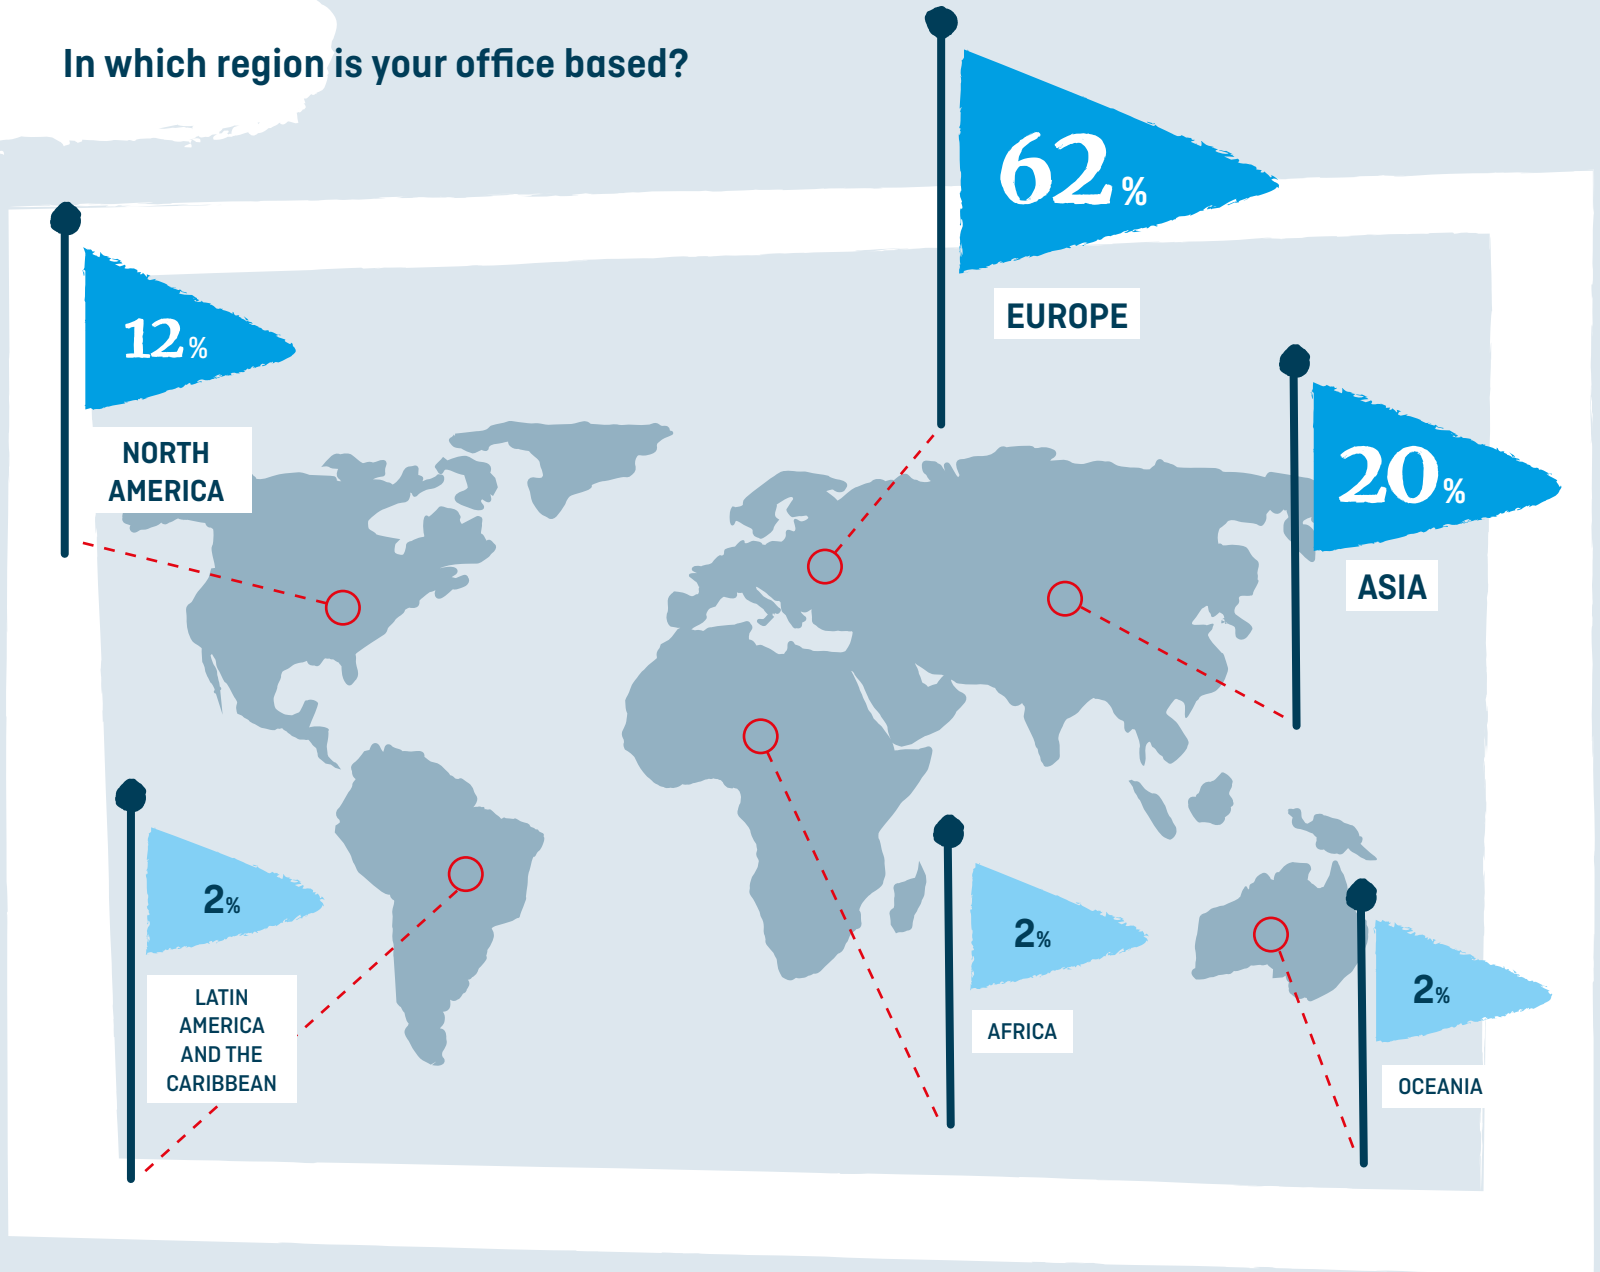 In which region is your office based?
62%
EUROPE
12%
NORTH
AMERICA
20%
ASIA
2%
LATIN
AMERICA
AND THE
CARIBBEAN
2%
AFRICA
2%
OCEANIA